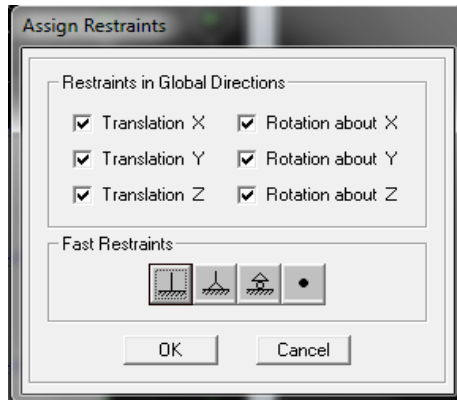 Assign Restraints
Restraints in Global Directions
Translation X Rotation about X
Translation Y Rotation about Y
Translation Z Rotation about Z
Fast Restraints
OK Cancel